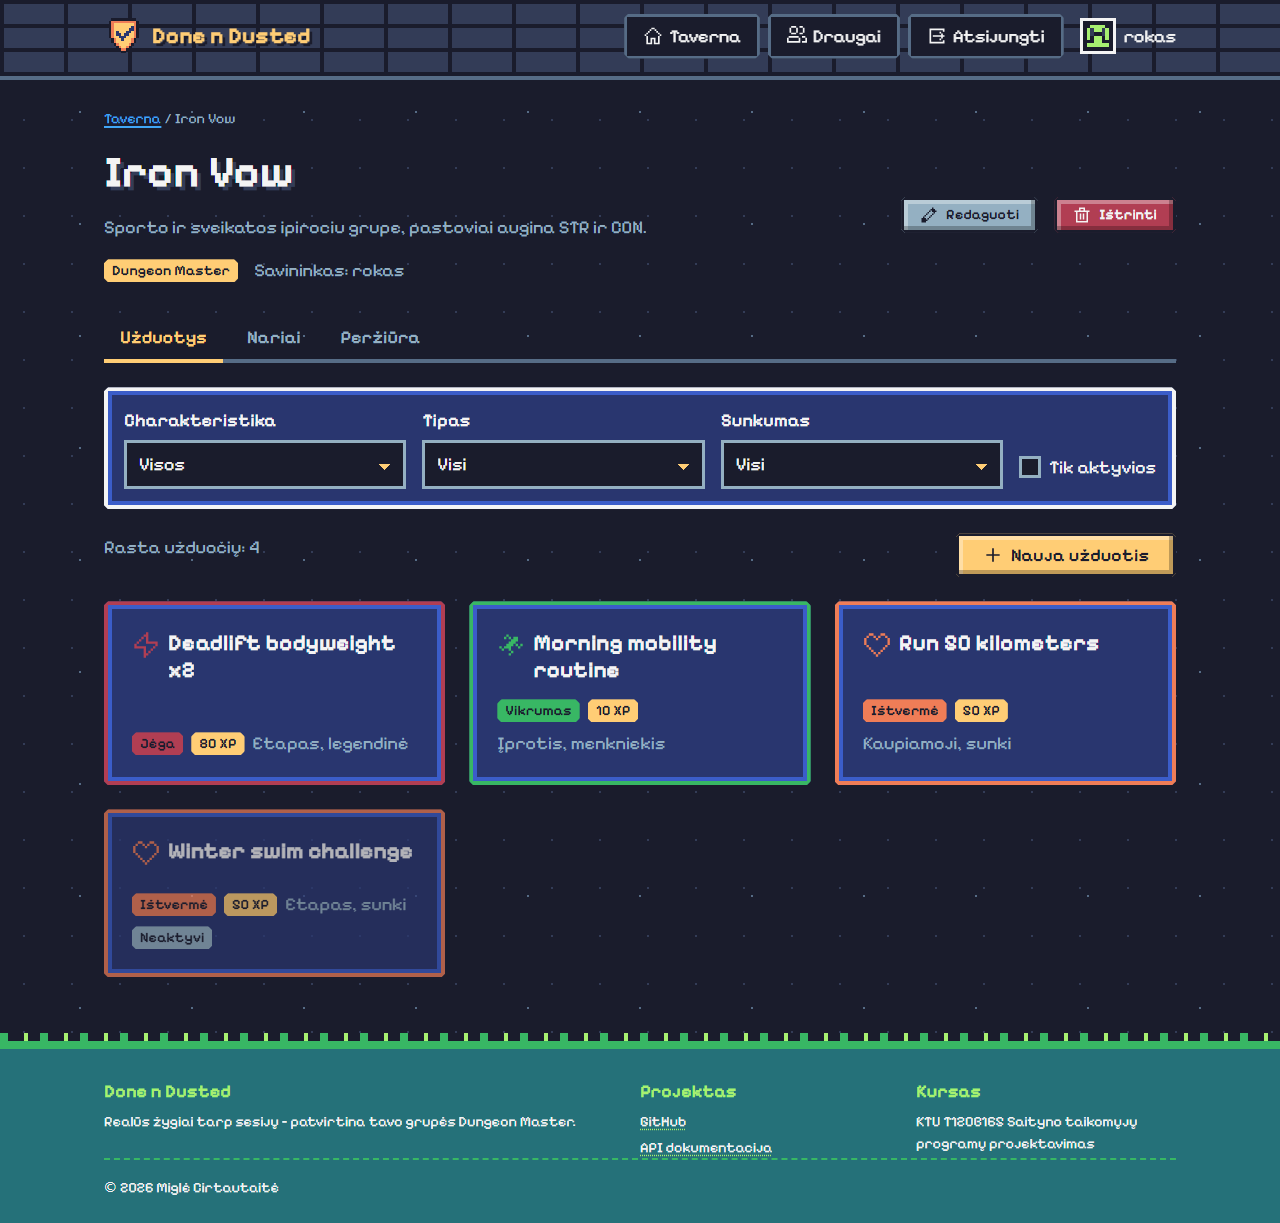 Done n Dusted
Taverna
Draugai
Atsijungti
rokas
Taverna / Iron Vow
Iron Vow
Sporto ir sveikatos ipirociu grupe, pastoviai augina STR ir CON.
Redaguoti
Ištrinti
Dungeon Master
Savininkas: rokas
Užduotys
Nariai
Peržiūra
Charakteristika
Tipas
Sunkumas
Visos
Visi
Visi
Tik aktyvios
Rasta užduočių: 4
Nauja užduotis
Deadlift bodyweight
x2
Jėga
80 XP
Etapas, legendinė
Morning mobility
routine
Vikrumas
10 XP
Įprotis, menkniekis
Run 50 kilometers
Ištvermė
50 XP
Kaupiamoji, sunki
Winter swim challenge
Ištvermė
50 XP
Etapas, sunki
Neaktyvi
Done n Dusted
Realūs žygiai tarp sesijų - patvirtina tavo grupės Dungeon Master.
Projektas
GitHub
API dokumentacija
Kursas
KTU T120B165 Saityno taikomųjų
programų projektavimas
© 2026 Miglė Cirtautaitė